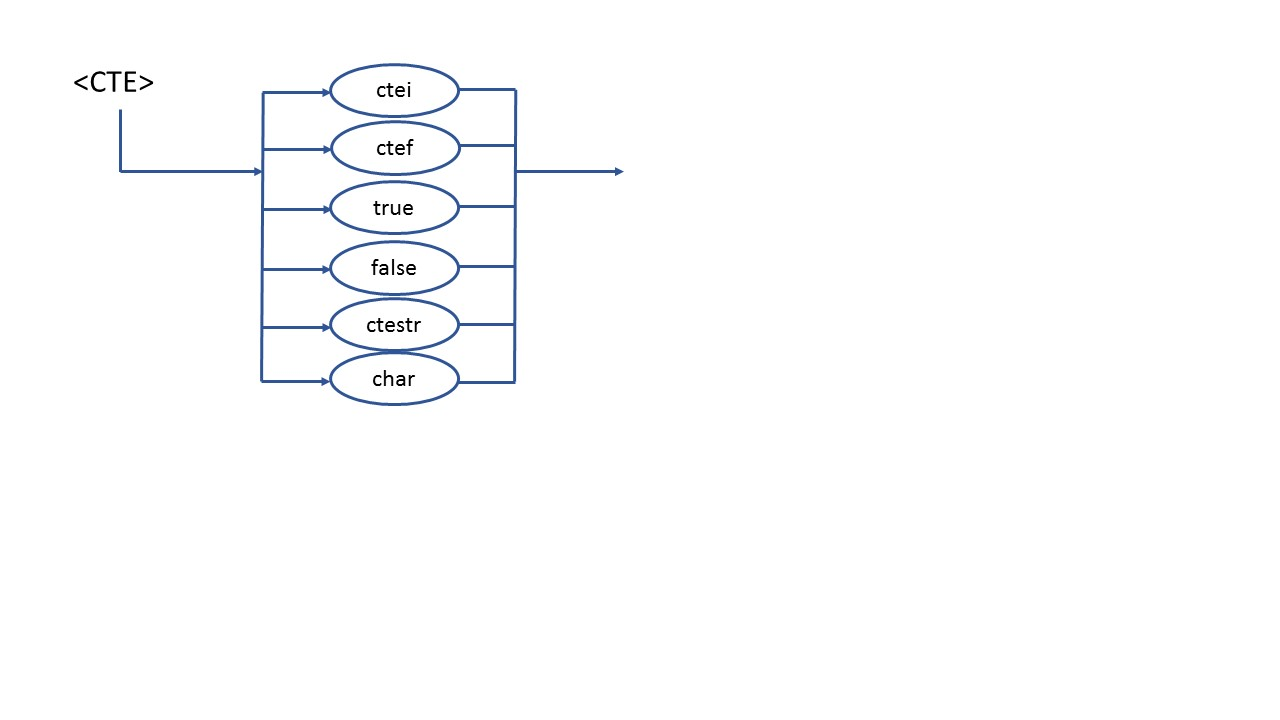 <CTE>
ctei
ctef
true
false
ctestr
char